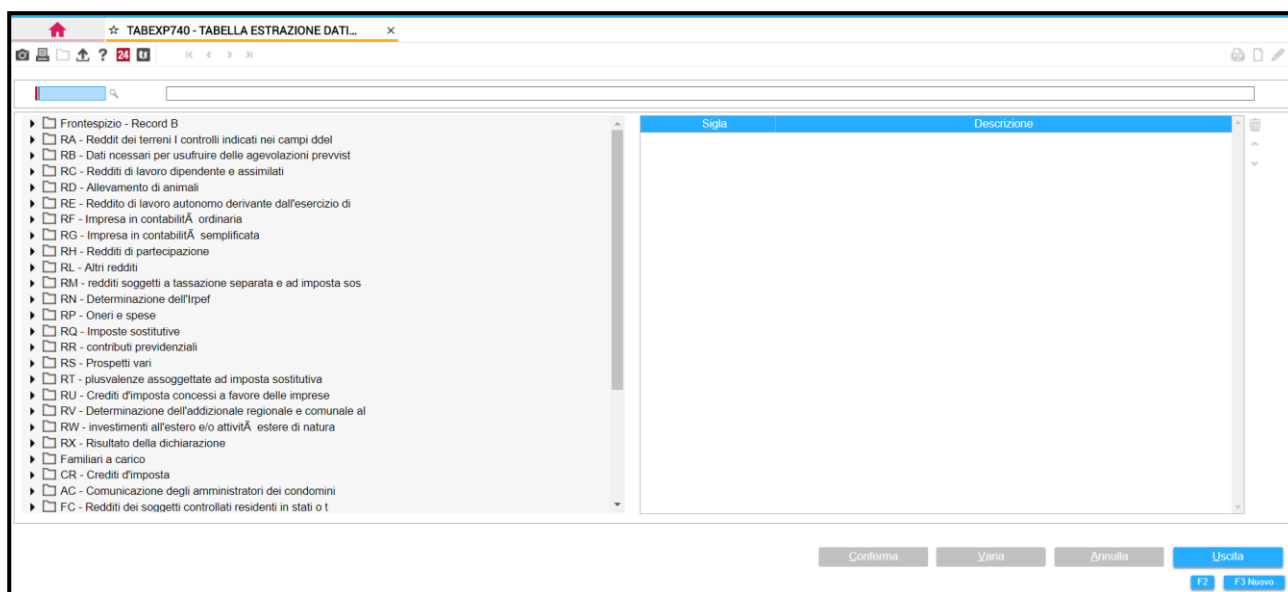 ☆ TABEXP740 - TABELLA ESTRAZIONE DATI... ×
? 24
Sigla Descrizione
Frontespizio - Record B
RA - Reddit dei terreni I controlli indicati nei campi ddel
RB - Dati ncessari per usufruire delle agevolazioni prevvist
RC - Redditi di lavoro dipendente e assimilati
RD - Allevamento di animali
RE - Reddito di lavoro autonomo derivante dall'esercizio di
RF - Impresa in contabilitÃ ordinaria
RG - Impresa in contabilitÃ semplificata
RH - Redditi di partecipazione
RL - Altri redditi
RM - redditi soggetti a tassazione separata e ad imposta sos
RN - Determinazione dell'Irpef
RP - Oneri e spese
RQ - Imposte sostitutive
RR - contributi previdenziali
RS - Prospetti vari
RT - plusvalenze assoggettate ad imposta sostitutiva
RU - Crediti d'imposta concessi a favore delle imprese
RV - Determinazione dell'addizionale regionale e comunale al
RW - investimenti all'estero e/o attivitÃ estere di natura
RX - Risultato della dichiarazione
Familiari a carico
CR - Crediti d'imposta
AC - Comunicazione degli amministratori dei condomini
FC - Redditi dei soggetti controllati residenti in stati o t
Conferma Varia Annulla Uscita
F2 F3 Nuovo